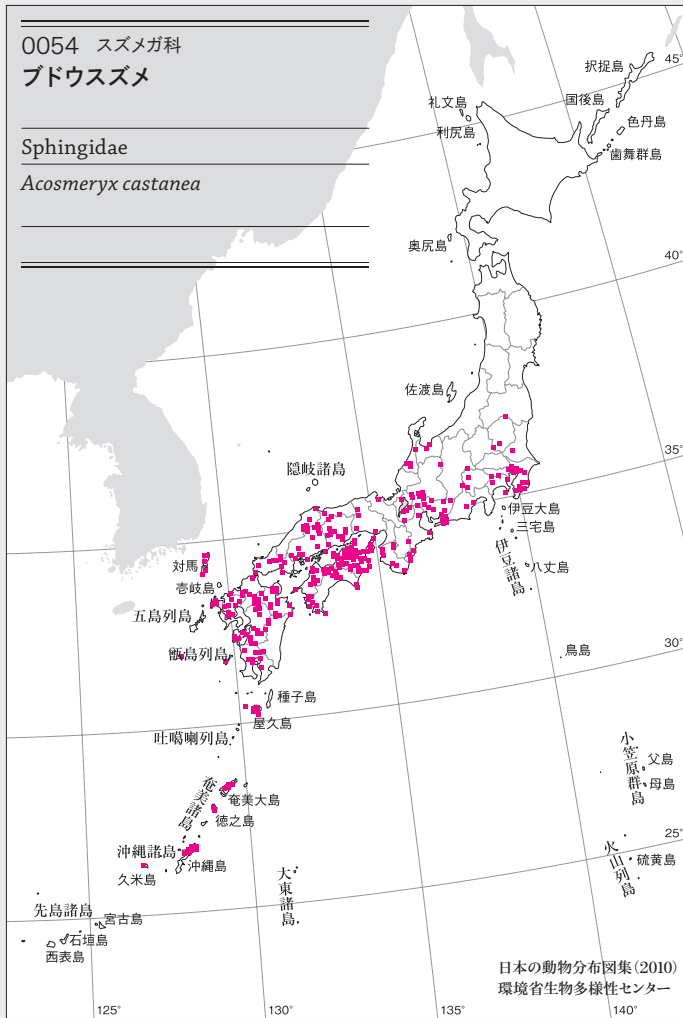 0054 スズメガ科
ブドウスズメ
Sphingidae
Acosmeryx castanea
択捉島
45°
国後島
礼文島
色丹島
利尻島
歯舞群島
奥尻島
40°
佐渡島
35°
隠岐諸島
伊豆大島
三宅島
伊豆諸島
八丈島
対馬
壱岐島
五島列島
甑島列島
鳥島
30°
種子島
屋久島
吐噶喇列島
小笠原群島
父島
母島
奄美諸島
奄美大島
徳之島
沖縄諸島
沖縄島
久米島
25°
火山列島
硫黄島
大東諸島
先島諸島
宮古島
石垣島
西表島
日本の動物分布図集(2010)
環境省生物多様性センター
125°
130°
135°
140°